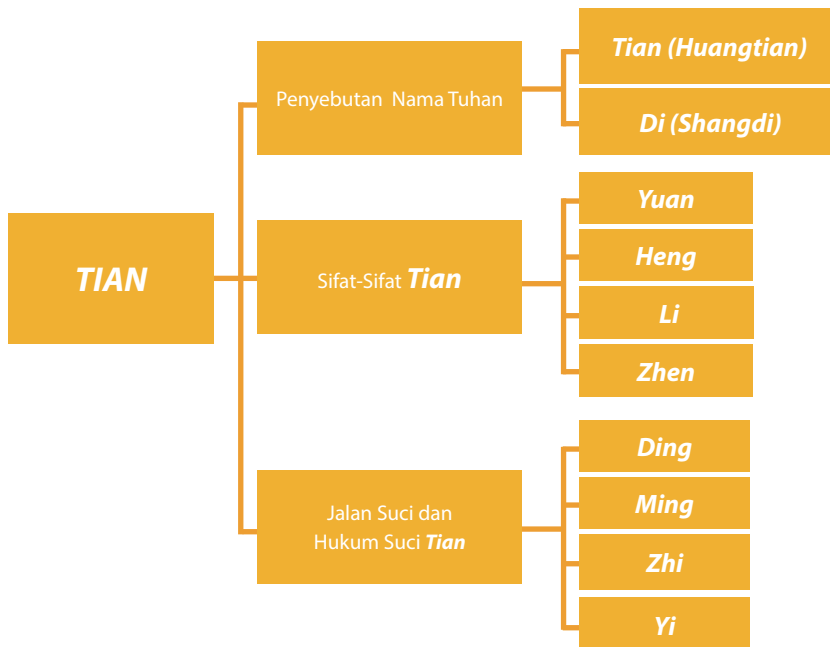 TIAN
Penyebutan Nama Tuhan
Tian (Huangtian)
Di (Shangdi)
Sifat-Sifat Tian
Yuan
Heng
Li
Zhen
Jalan Suci dan
Hukum Suci Tian
Ding
Ming
Zhi
Yi